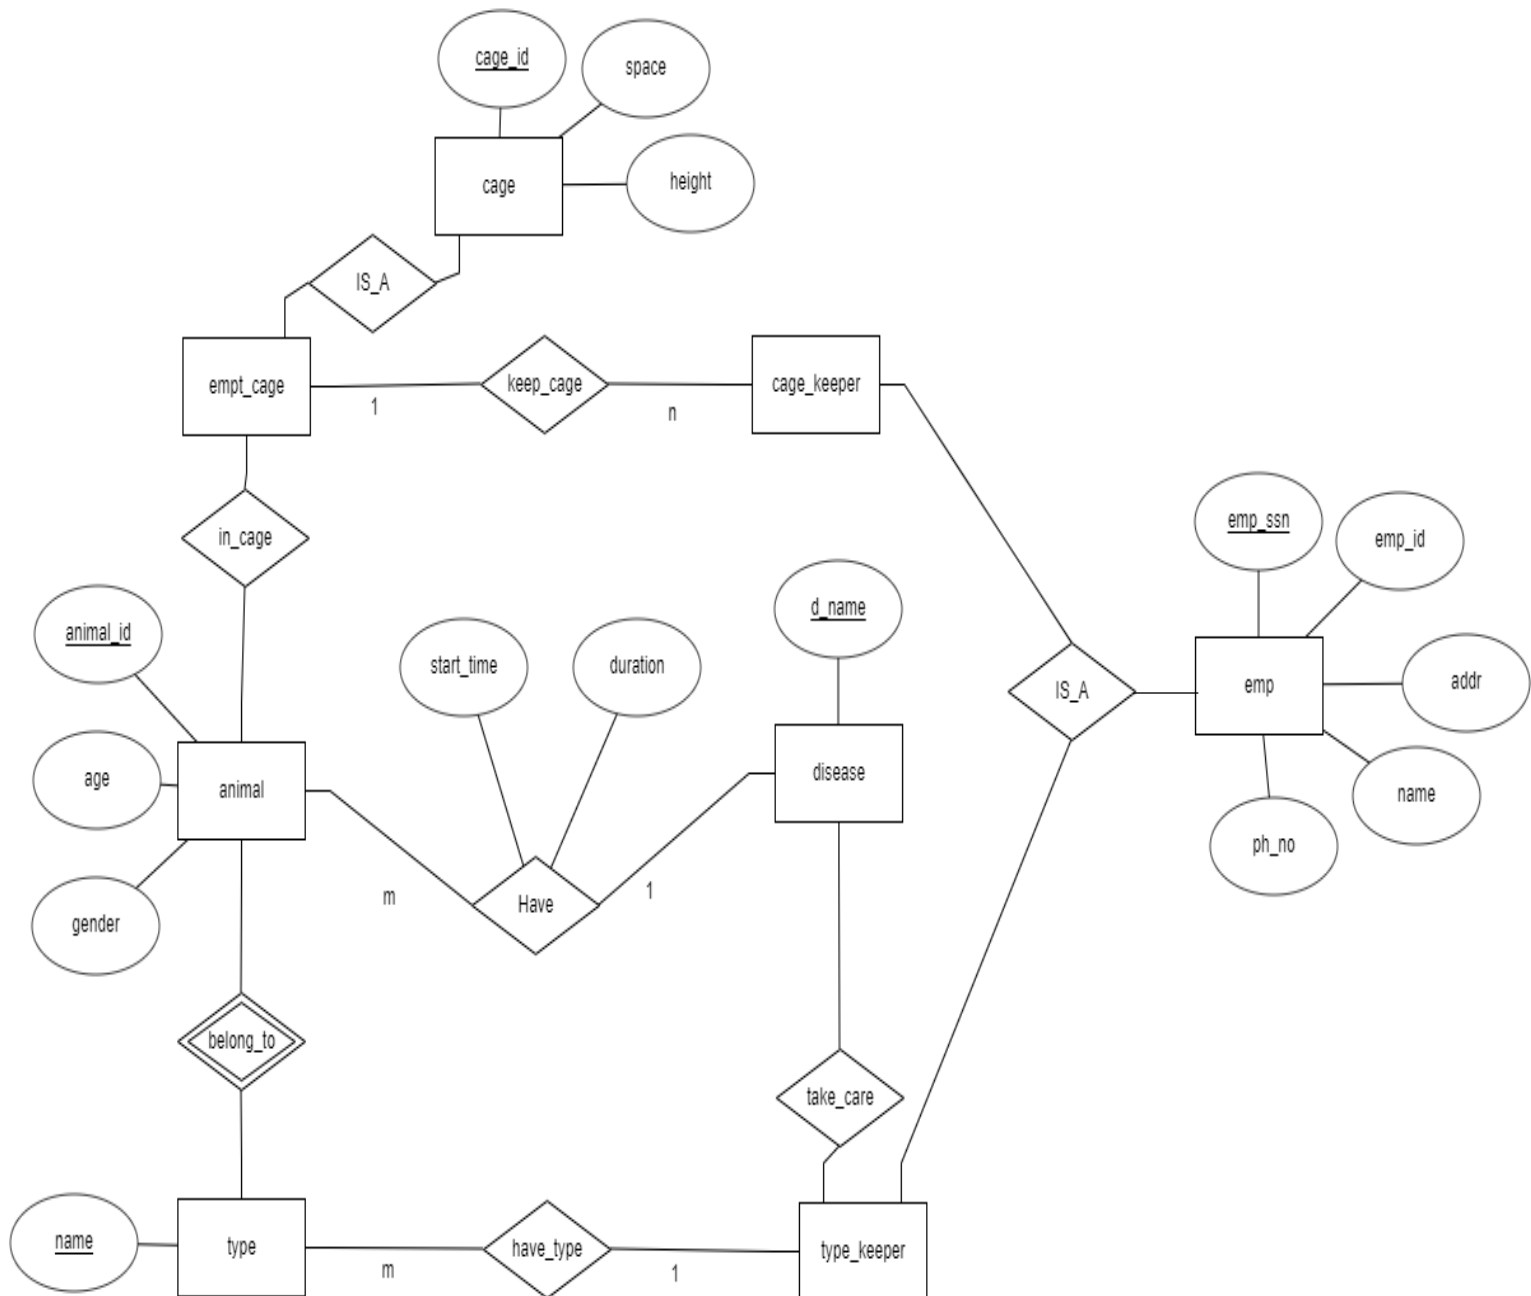 cage_id
space
cage
height
IS_A
empt_cage
keep_cage
cage_keeper
1
n
in_cage
emp_ssn
emp_id
animal_id
start_time
duration
d_name
IS_A
emp
addr
age
animal
disease
name
ph_no
m
1
Have
gender
belong_to
take_care
name
type
have_type
type_keeper
m
1